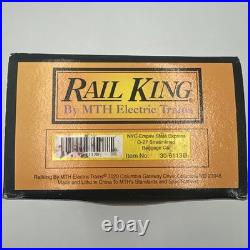 RAIL KING
By MTH Electric Trains
NYC-Empire State Express
O-27 Streamlined
Baggage Car
Item No: 30-6113B
RailKing By MTH Electric Trains 7020 Columbia Gateway Drive, Columbia MD 21046
Made and Litho in China To MTH's Standards and Specifications